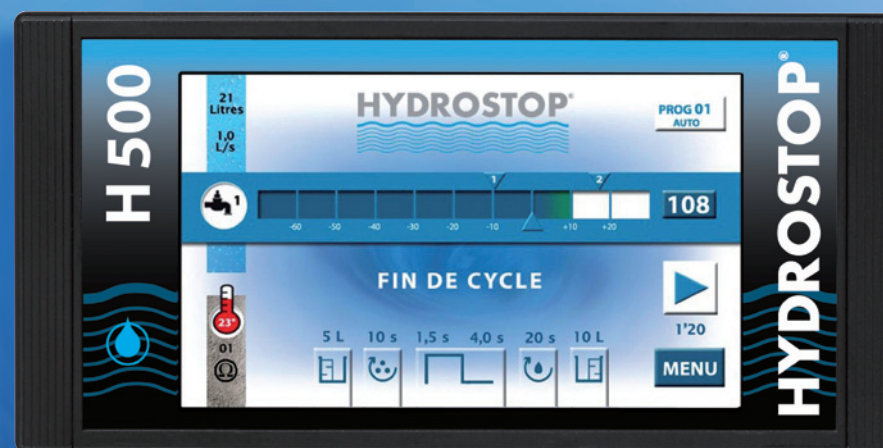 H 500
21
Litres
1,0
L/s
HYDROSTOP®
PROG 01
AUTO
1
1 2
108
-60 -50 -40 -30 -20 -10 +10 +20
FIN DE CYCLE
23°
01
Ω
1'20
5 L 10 s 1,5 s 4,0 s 20 s 10 L
MENU
HYDROSTOP®